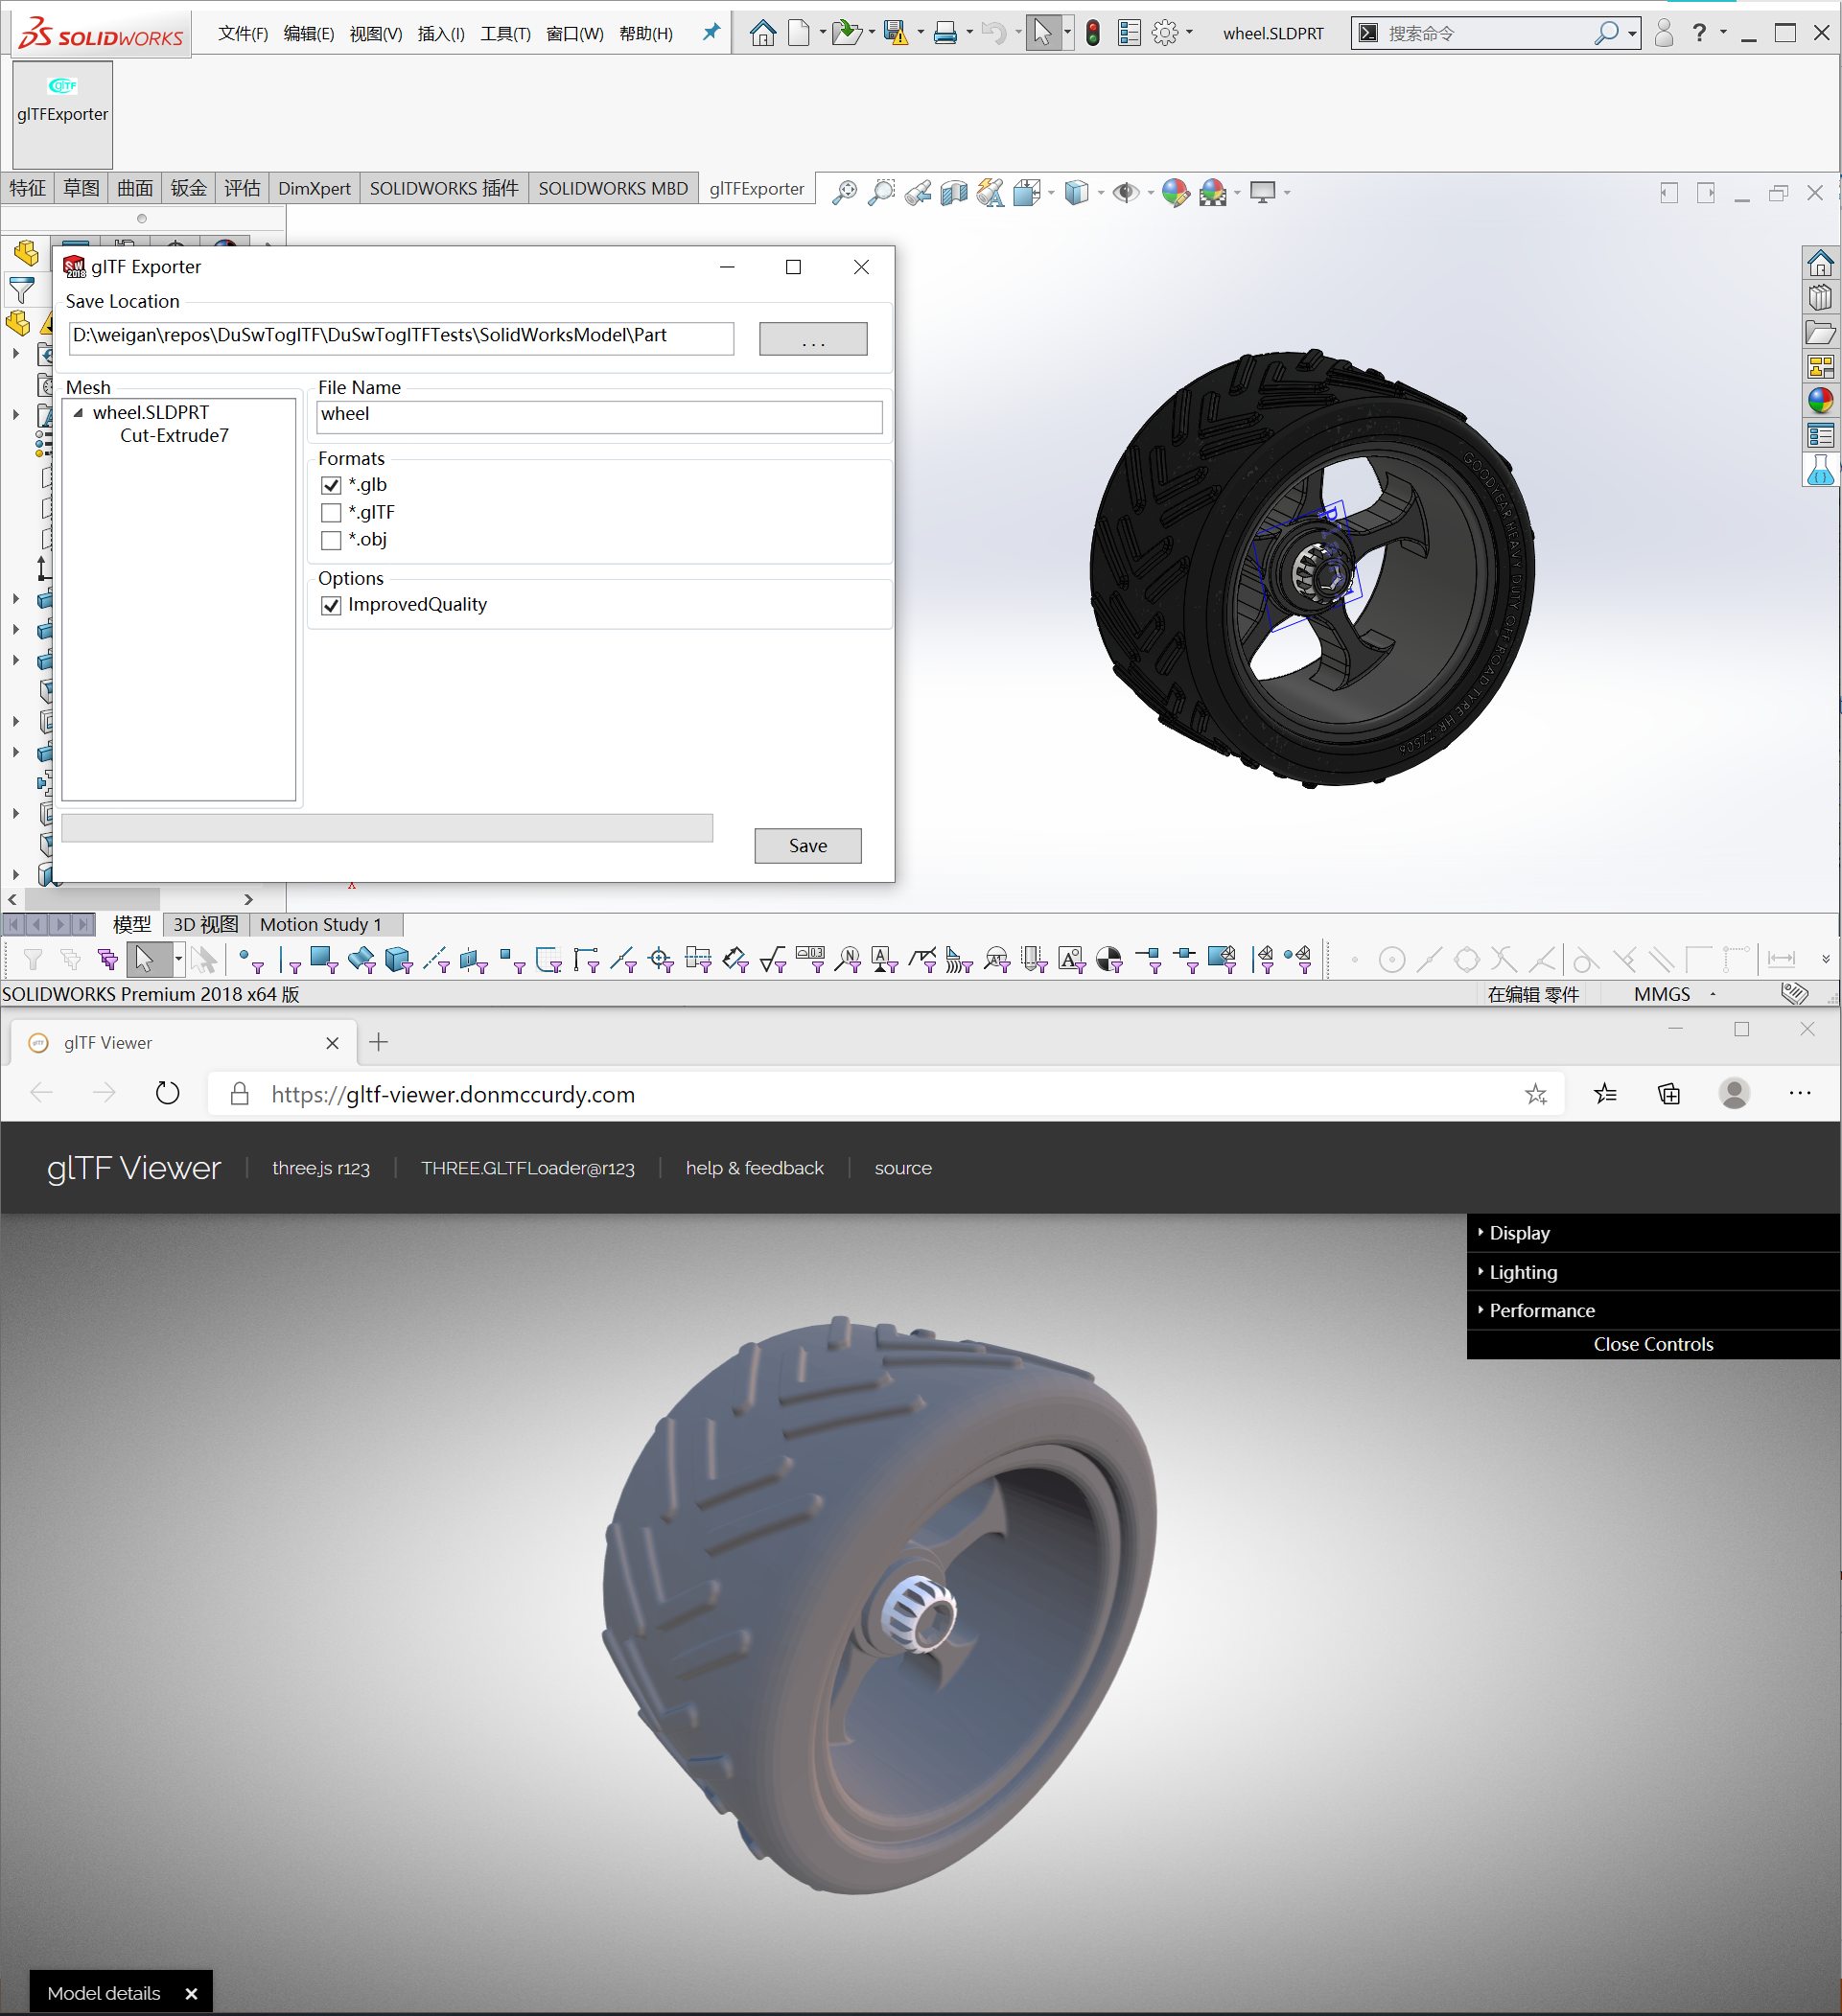 SOLIDWORKS 文件(F) 编辑(E) 视图(V) 插入(I) 工具(T) 窗口(W) 帮助(H) wheel.SLDPRT 搜索命令 ?
glTF
glTFExporter
特征 草图 曲面 钣金 评估 DimXpert SOLIDWORKS 插件 SOLIDWORKS MBD glTFExporter
glTF Exporter
Save Location
D:\weigan\repos\DuSwToglTF\DuSwToglTFTests\SolidWorksModel\Part
...
Mesh
wheel.SLDPRT
Cut-Extrude7
File Name
wheel
Formats
*.glb
*.glTF
*.obj
Options
ImprovedQuality
Save
GOODYEAR HEAVY DUTY OFF ROAD TYRE HR-ZZ506
模型 3D 视图 Motion Study 1
SOLIDWORKS Premium 2018 x64 版 在编辑 零件 MMGS
glTF Viewer
https://gltf-viewer.donmccurdy.com
glTF Viewer three.js r123 THREE.GLTFLoader@r123 help & feedback source
Display
Lighting
Performance
Close Controls
Model details ×